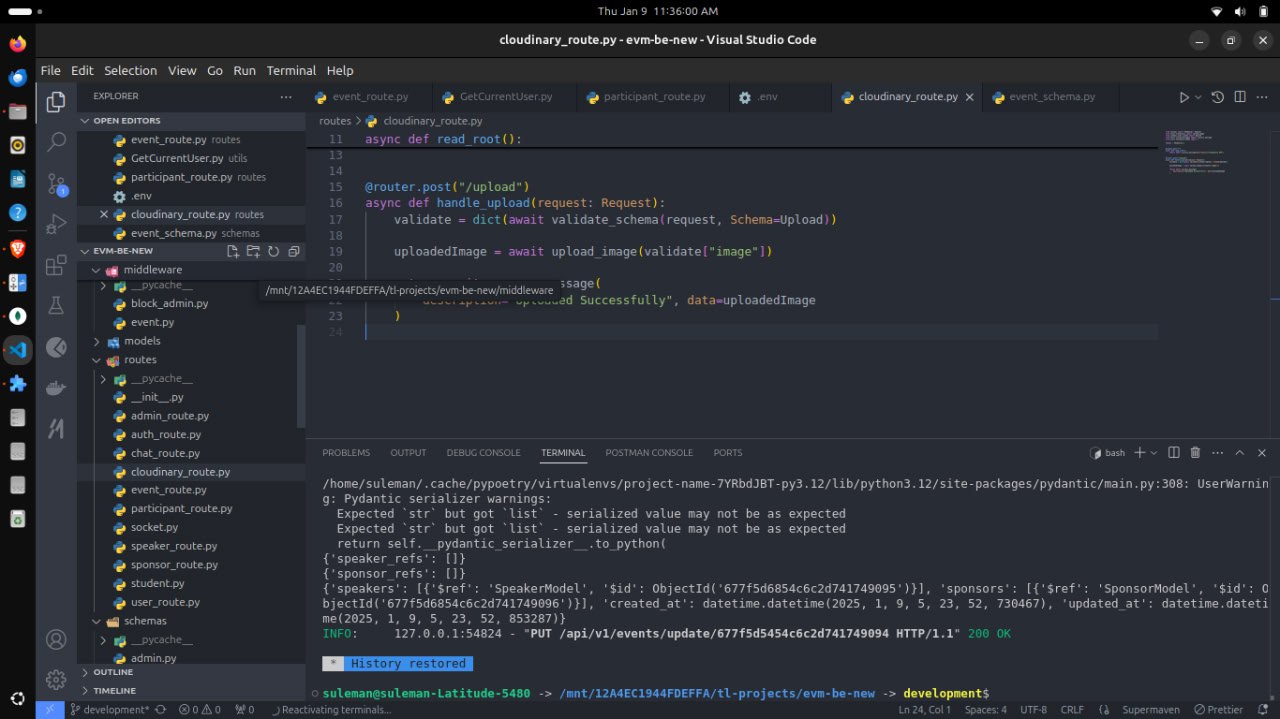 Thu Jan 9 11:36:00 AM
cloudinary_route.py - evm-be-new - Visual Studio Code
File Edit Selection View Go Run Terminal Help
EXPLORER
OPEN EDITORS
event_route.py routes
GetCurrentUser.py utils
participant_route.py routes
.env
cloudinary_route.py routes
event_schema.py schemas
EVM-BE-NEW
middleware
__pycache__
block_admin.py
event.py
models
routes
__pycache__
__init__.py
admin_route.py
auth_route.py
chat_route.py
cloudinary_route.py
event_route.py
participant_route.py
socket.py
speaker_route.py
sponsor_route.py
student.py
user_route.py
schemas
__pycache__
admin.py
OUTLINE
TIMELINE
event_route.py GetCurrentUser.py participant_route.py .env cloudinary_route.py event_schema.py
routes > cloudinary_route.py
11 async def read_root():
13
14
15 @router.post("/upload")
16 async def handle_upload(request: Request):
17 validate = dict(await validate_schema(request, Schema=Upload))
18
19 uploadedImage = await upload_image(validate["image"])
20
/mnt/12A4EC1944FDEFFA/tl-projects/evm-be-new/middleware
22 Successfully", data=uploadedImage
23 )
24
PROBLEMS OUTPUT DEBUG CONSOLE TERMINAL POSTMAN CONSOLE PORTS
bash
/home/suleman/.cache/pypoetry/virtualenvs/project-name-7YRbdJBT-py3.12/lib/python3.12/site-packages/pydantic/main.py:308: UserWarnin
g: Pydantic serializer warnings:
Expected `str` but got `list` - serialized value may not be as expected
Expected `str` but got `list` - serialized value may not be as expected
return self.__pydantic_serializer__.to_python(
{'speaker_refs': []}
{'sponsor_refs': []}
{'speakers': [{'$ref': 'SpeakerModel', '$id': ObjectId('677f5d6854c6c2d741749095')}], 'sponsors': [{'$ref': 'SponsorModel', '$id': O
bjectId('677f5d6854c6c2d741749096')}], 'created_at': datetime.datetime(2025, 1, 9, 5, 23, 52, 730467), 'updated_at': datetime.dateti
me(2025, 1, 9, 5, 23, 52, 853287)}
INFO: 127.0.0.1:54824 - "PUT /api/v1/events/update/677f5d5454c6c2d741749094 HTTP/1.1" 200 OK
* History restored
suleman@suleman-Latitude-5480 -> /mnt/12A4EC1944FDEFFA/tl-projects/evm-be-new -> development$
development* 0 0 0 Reactivating terminals... Ln 24, Col 1 Spaces: 4 UTF-8 CRLF Supermaven Prettier